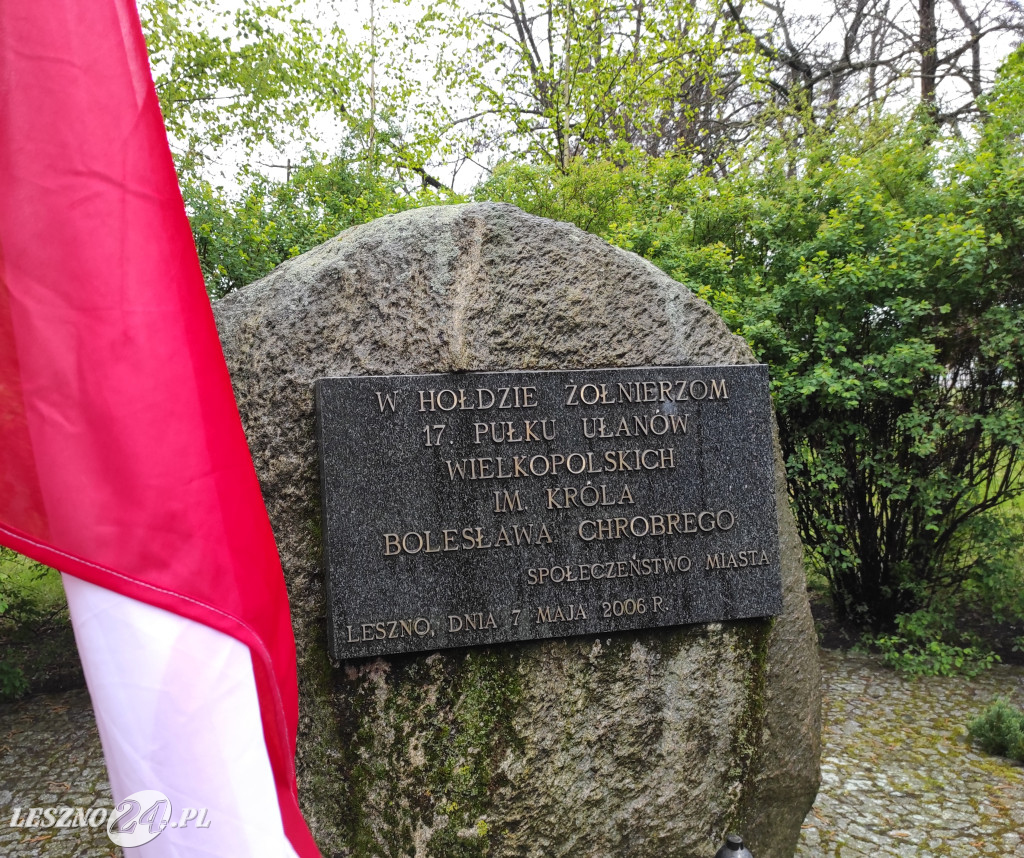 W HOŁDZIE ŻOŁNIERZOM
17. PUŁKU UŁANÓW
WIELKOPOLSKICH
IM. KRÓLA
BOLESŁAWA CHROBREGO
SPOŁECZEŃSTWO MIASTA
LESZNO, DNIA 7 MAJA 2006 R.
LESZNO24.PL